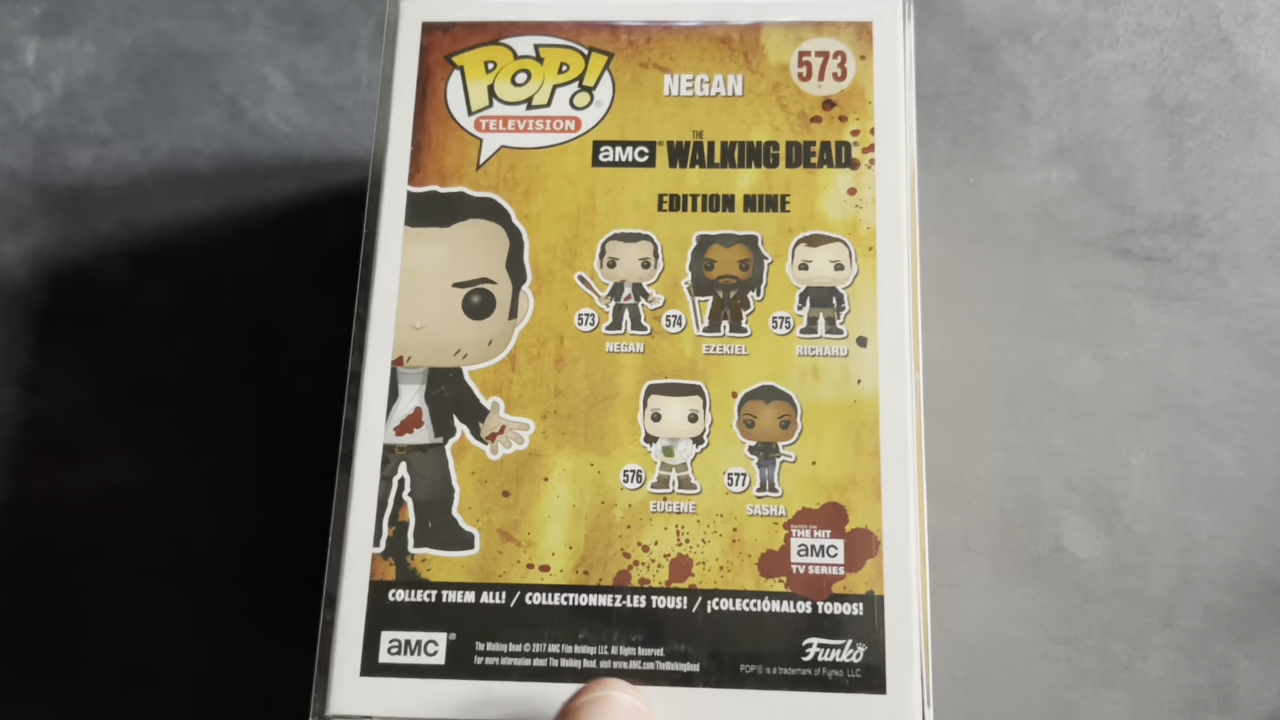 POP!
TELEVISION
NEGAN
573
AMC THE WALKING DEAD
EDITION NINE
573
NEGAN
574
EZEKIEL
575
RICHARD
576
EUGENE
577
SASHA
BASED ON
THE HIT
AMC
TV SERIES
COLLECT THEM ALL! / COLLECTIONNEZ-LES TOUS! / ¡COLECCIÓNALOS TODOS!
AMC®
The Walking Dead © 2017 AMC Film Holdings LLC. All Rights Reserved.
For more information about The Walking Dead, visit www.AMC.com/TheWalkingDead
Funko
POP!® is a trademark of Funko, LLC